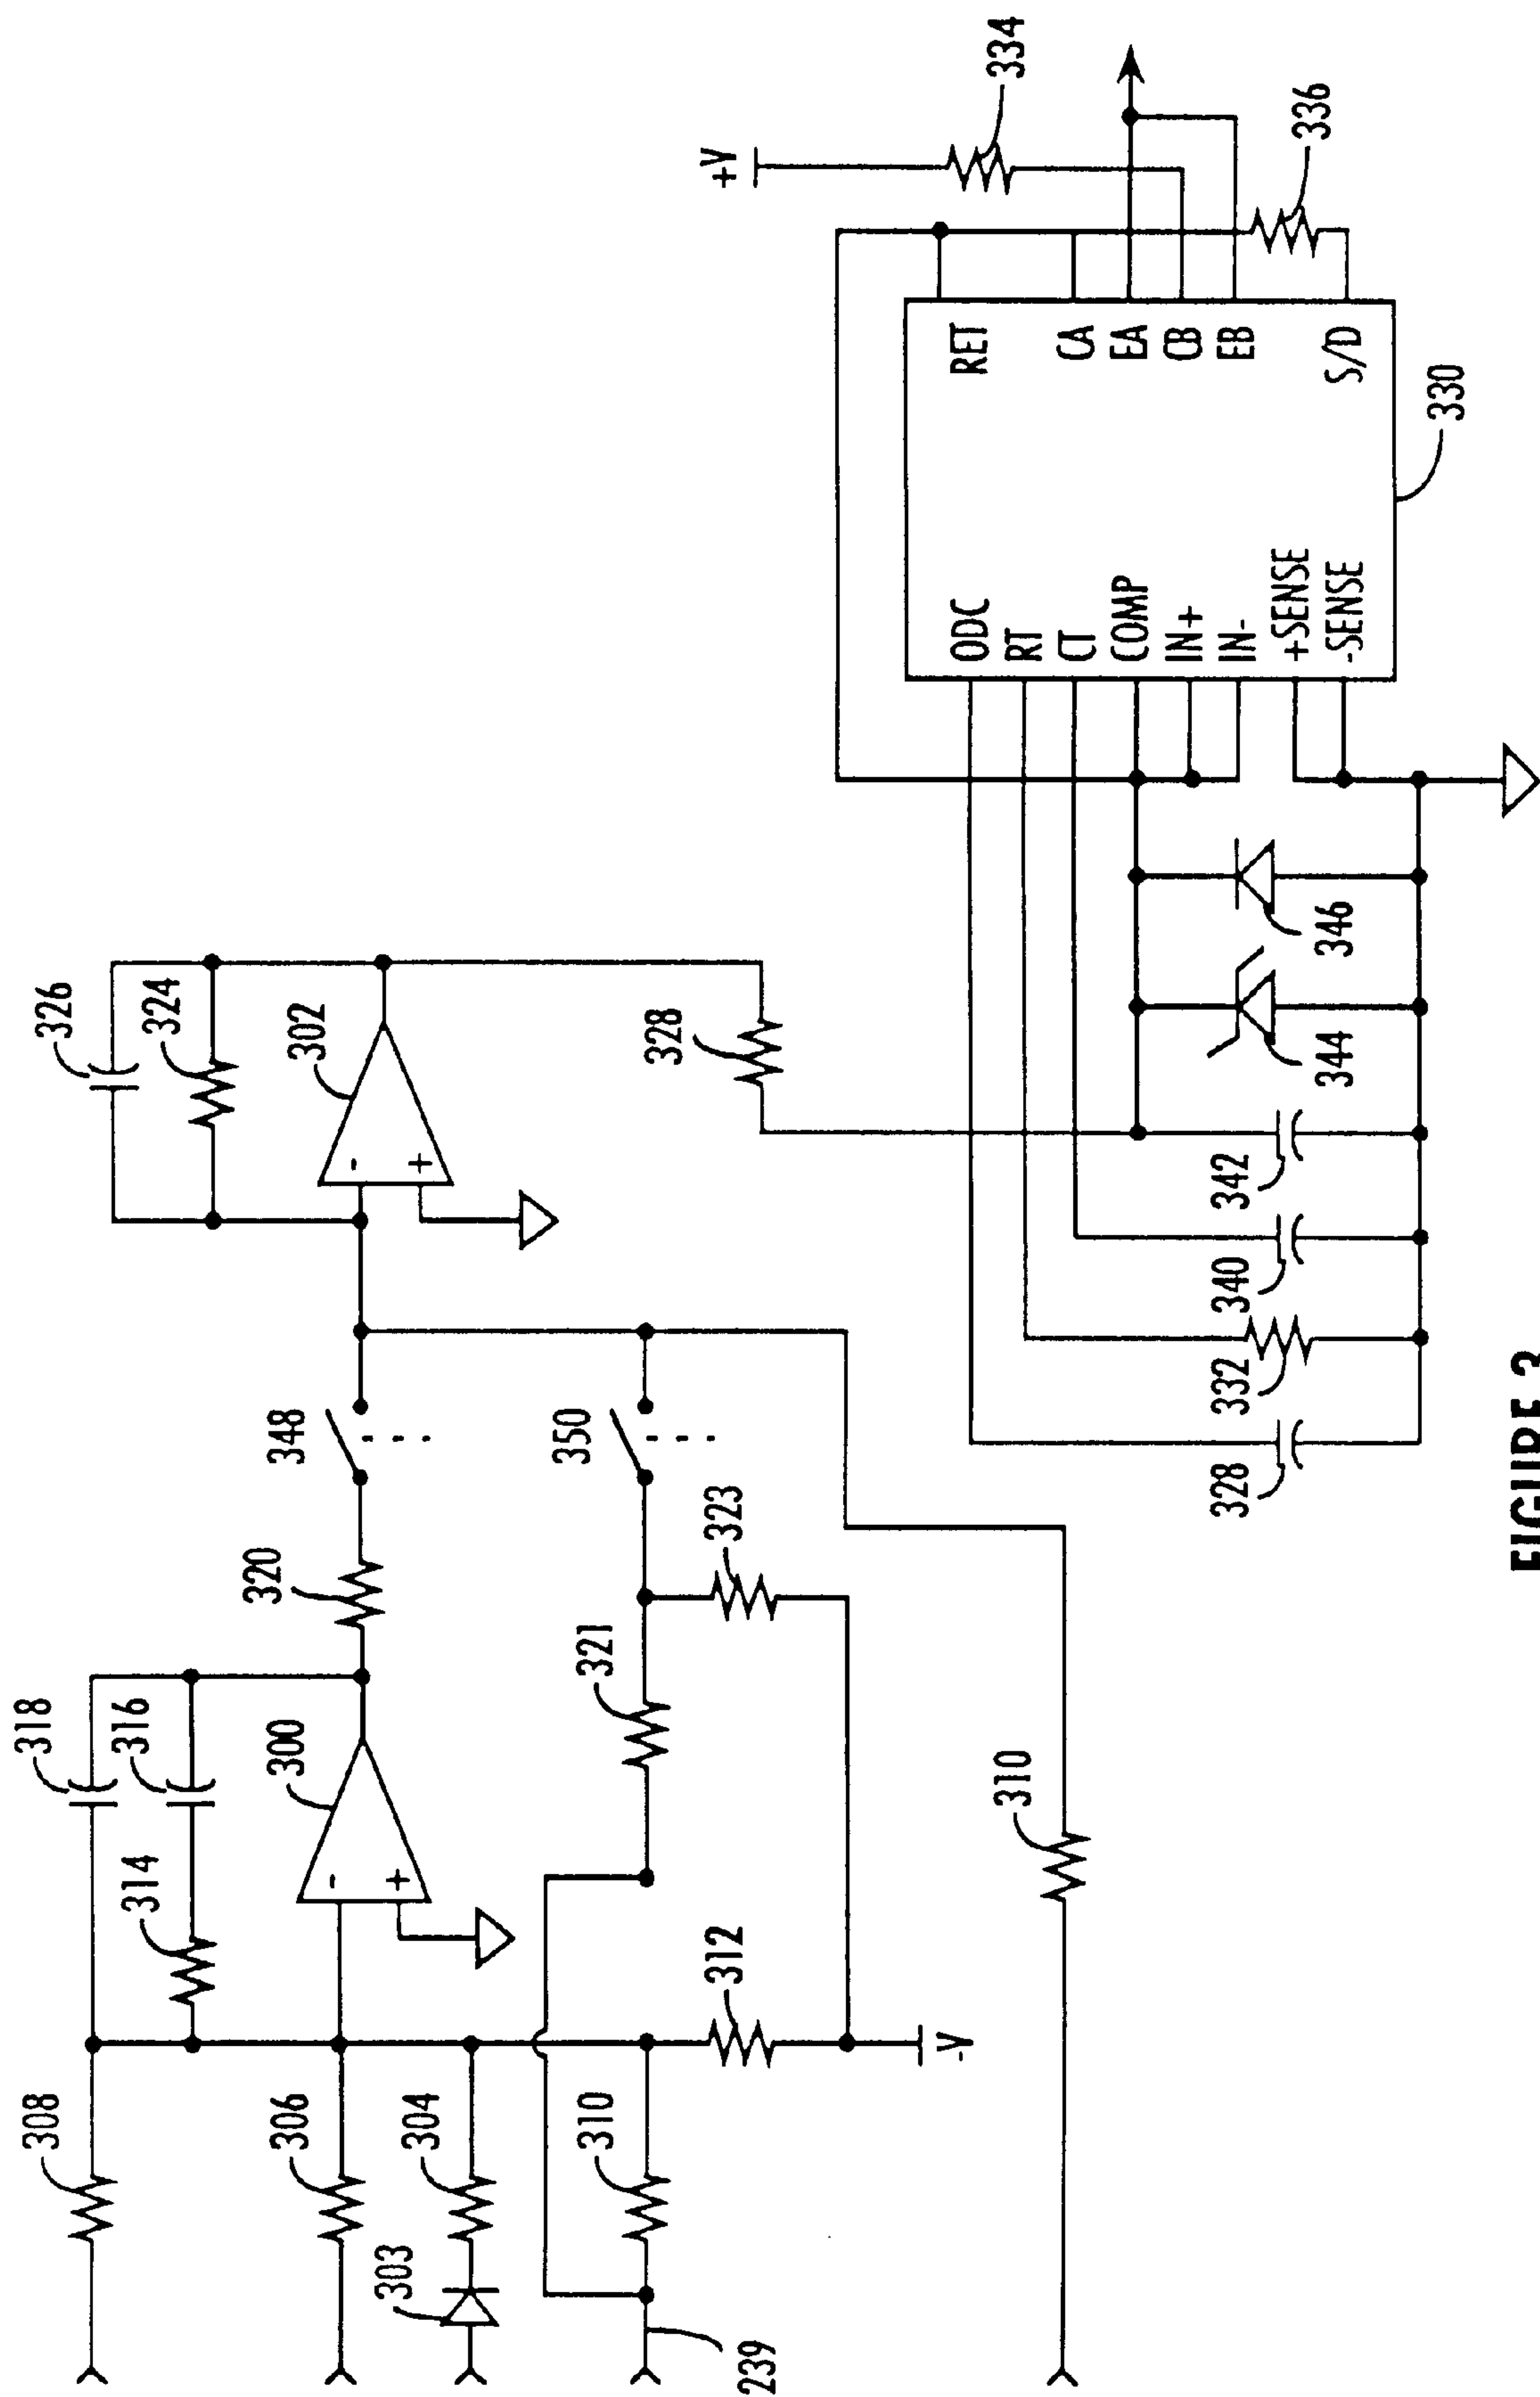 318
326
316
324
308
314
302
300
320
348
306
304
303
310
321
350
328
323
312
239
-V
310
-
+
-
+
+V
334
336
ODC
RT
CT
COMP
IN+
IN-
+SENSE
-SENSE
RET
CA
EA
CB
EB
S/D
330
328
332
340
342
344
346
FIGURE 3